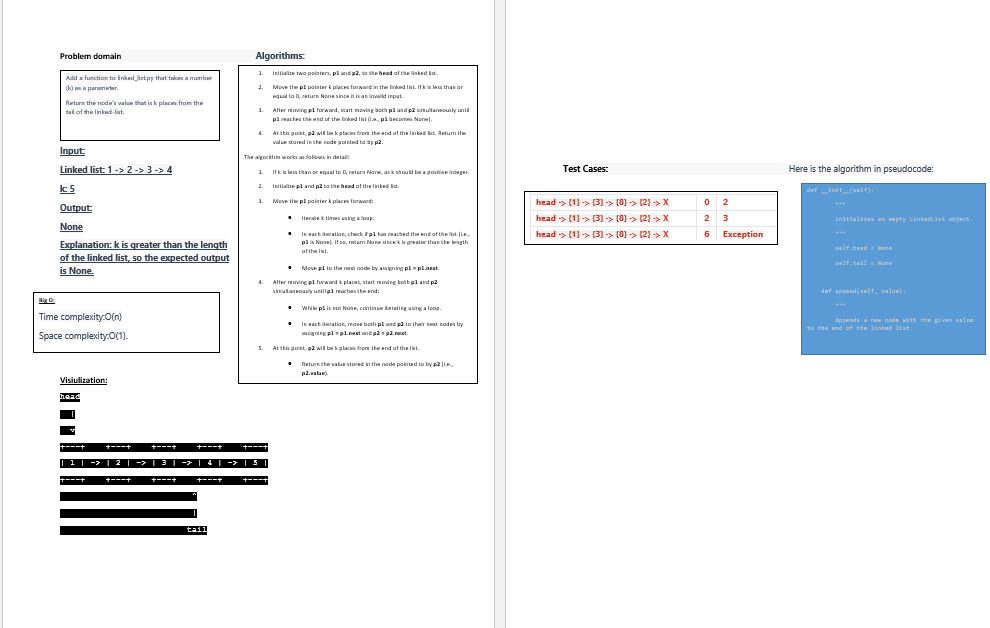 Problem domain
Add a function to linked_list.py that takes a number
(k) as a parameter.
Return the node's value that is k places from the
tail of the linked-list.
Input:
Linked list: 1 -> 2 -> 3 -> 4
k: 5
Output:
None
Explanation: k is greater than the length
of the linked list, so the expected output
is None.
Big O:
Time complexity:O(n)
Space complexity:O(1).
Visiulization:
head
|
v
+---+ +---+ +---+ +---+ +---+
| 1 | -> | 2 | -> | 3 | -> | 4 | -> | 5 |
+---+ +---+ +---+ +---+ +---+
^
|
tail
Algorithms:
1. Initialize two pointers, p1 and p2, to the head of the linked list.
2. Move the p1 pointer k places forward in the linked list. If k is less than or
equal to 0, return None since it is an invalid input.
3. After moving p1 forward, start moving both p1 and p2 simultaneously until
p1 reaches the end of the linked list (i.e., p1 becomes None).
4. At this point, p2 will be k places from the end of the linked list. Return the
value stored in the node pointed to by p2.
The algorithm works as follows in detail:
1. If k is less than or equal to 0, return None, as k should be a positive integer.
2. Initialize p1 and p2 to the head of the linked list.
3. Move the p1 pointer k places forward:
● Iterate k times using a loop.
● In each iteration, check if p1 has reached the end of the list (i.e.,
p1 is None). If so, return None since k is greater than the length
of the list.
● Move p1 to the next node by assigning p1 = p1.next.
4. After moving p1 forward k places, start moving both p1 and p2
simultaneously until p1 reaches the end:
● While p1 is not None, continue iterating using a loop.
● In each iteration, move both p1 and p2 to their next nodes by
assigning p1 = p1.next and p2 = p2.next.
5. At this point, p2 will be k places from the end of the list.
● Return the value stored in the node pointed to by p2 (i.e.,
p2.value).
Test Cases:
head -> {1} -> {3} -> {8} -> {2} -> X 0 2
head -> {1} -> {3} -> {8} -> {2} -> X 2 3
head -> {1} -> {3} -> {8} -> {2} -> X 6 Exception
Here is the algorithm in pseudocode:
def __init__(self):
"""
Initializes an empty LinkedList object.
"""
self.head = None
self.tail = None
def append(self, value):
"""
Appends a new node with the given value
to the end of the linked list.